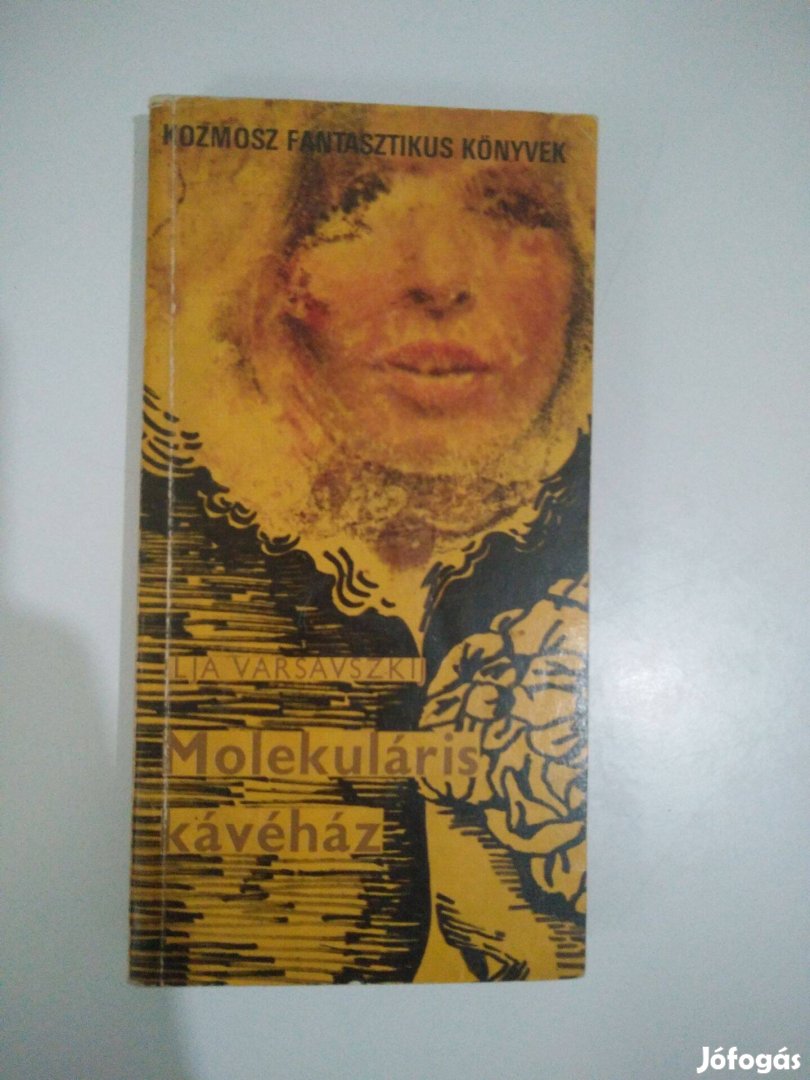 KOZMOSZ FANTASZTIKUS KÖNYVEK
ILJA VARSAVSZKIJ
Molekuláris
kávéház
Jófogás